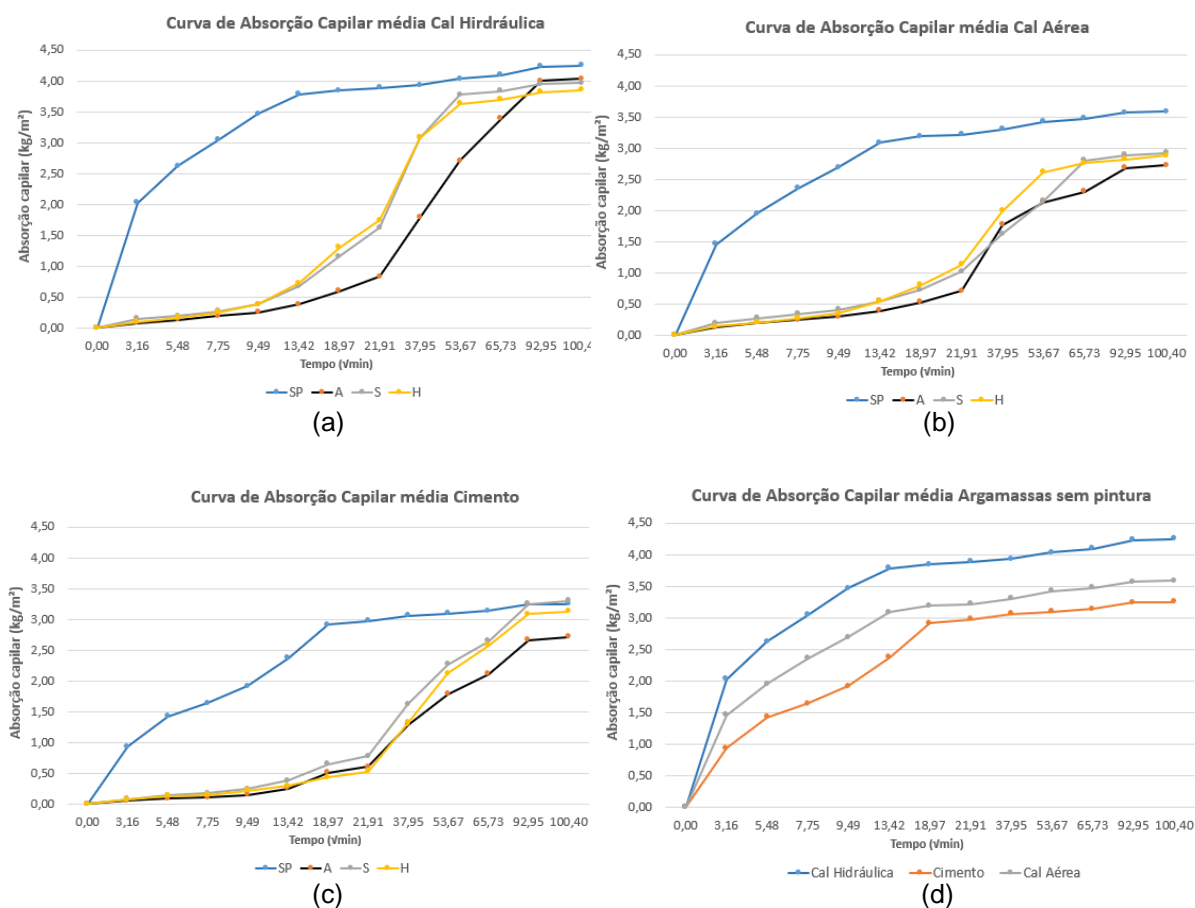 Curva de Absorção Capilar média Cal Hirdráulica
Absorção capilar (kg/m²)
4,50
4,00
3,50
3,00
2,50
2,00
1,50
1,00
0,50
0,00
0,00 3,16 5,48 7,75 9,49 13,42 18,97 21,91 37,95 53,67 65,73 92,95 100,4
Tempo (√min)
SP A S H
(a)
Curva de Absorção Capilar média Cal Aérea
Absorção capilar (kg/m²)
4,50
4,00
3,50
3,00
2,50
2,00
1,50
1,00
0,50
0,00
0,00 3,16 5,48 7,75 9,49 13,42 18,97 21,91 37,95 53,67 65,73 92,95 100,40
Tempo (√min)
SP A S H
(b)
Curva de Absorção Capilar média Cimento
Absorção capilar (kg/m²)
4,50
4,00
3,50
3,00
2,50
2,00
1,50
1,00
0,50
0,00
0,00 3,16 5,48 7,75 9,49 13,42 18,97 21,91 37,95 53,67 65,73 92,95 100,40
Tempo (√min)
SP A S H
(c)
Curva de Absorção Capilar média Argamassas sem pintura
Absorção capilar (kg/m²)
4,50
4,00
3,50
3,00
2,50
2,00
1,50
1,00
0,50
0,00
0,00 3,16 5,48 7,75 9,49 13,42 18,97 21,91 37,95 53,67 65,73 92,95 100,40
Tempo (√min)
Cal Hidráulica Cimento Cal Aérea
(d)